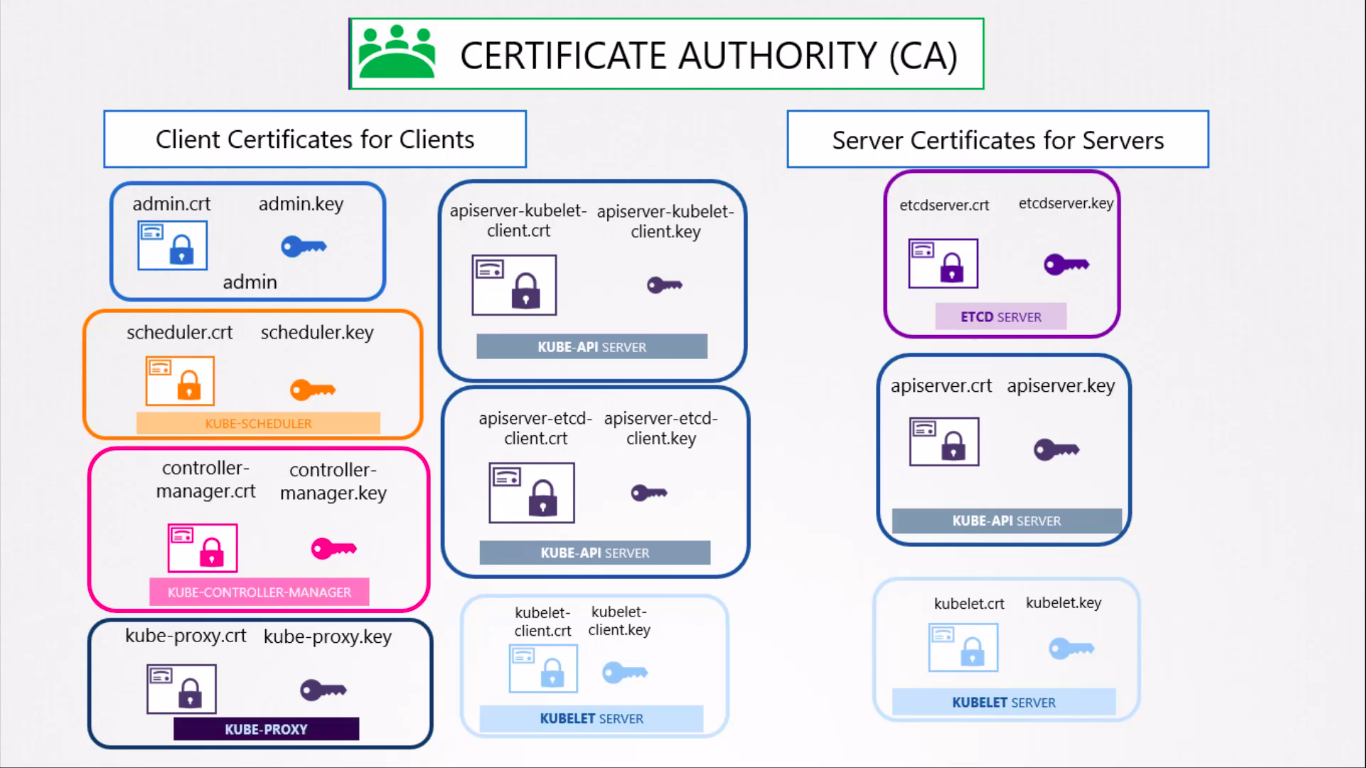 CERTIFICATE AUTHORITY (CA)
Client Certificates for Clients
admin.crt
admin.key
admin
scheduler.crt
scheduler.key
KUBE-SCHEDULER
controller-
manager.crt
controller-
manager.key
KUBE-CONTROLLER-MANAGER
kube-proxy.crt
kube-proxy.key
KUBE-PROXY
apiserver-kubelet-
client.crt
apiserver-kubelet-
client.key
KUBE-API SERVER
apiserver-etcd-
client.crt
apiserver-etcd-
client.key
KUBE-API SERVER
kubelet-
client.crt
kubelet-
client.key
KUBELET SERVER
Server Certificates for Servers
etcdserver.crt
etcdserver.key
ETCD SERVER
apiserver.crt
apiserver.key
KUBE-API SERVER
kubelet.crt
kubelet.key
KUBELET SERVER